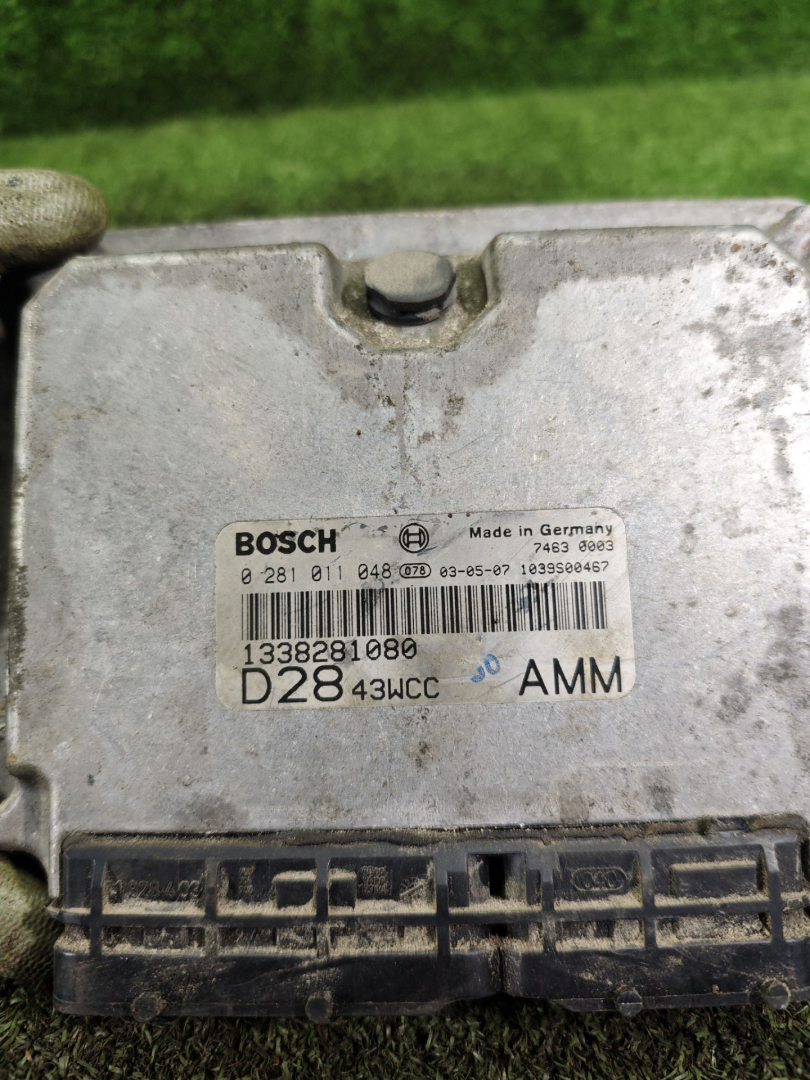 BOSCH
Made in Germany
7463 0003
0 281 011 048 078 03-05-07 1039S00467
1338281080
D28 43WCC AMM